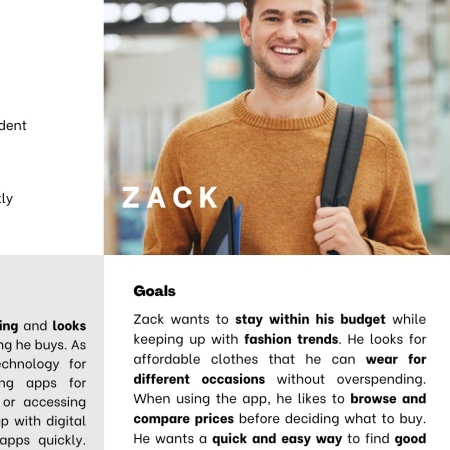 dent
tly
ZACK
ing and looks
ng he buys. As
echnology for
ng apps for
or accessing
p with digital
apps quickly.
Goals
Zack wants to stay within his budget while
keeping up with fashion trends. He looks for
affordable clothes that he can wear for
different occasions without overspending.
When using the app, he likes to browse and
compare prices before deciding what to buy.
He wants a quick and easy way to find good